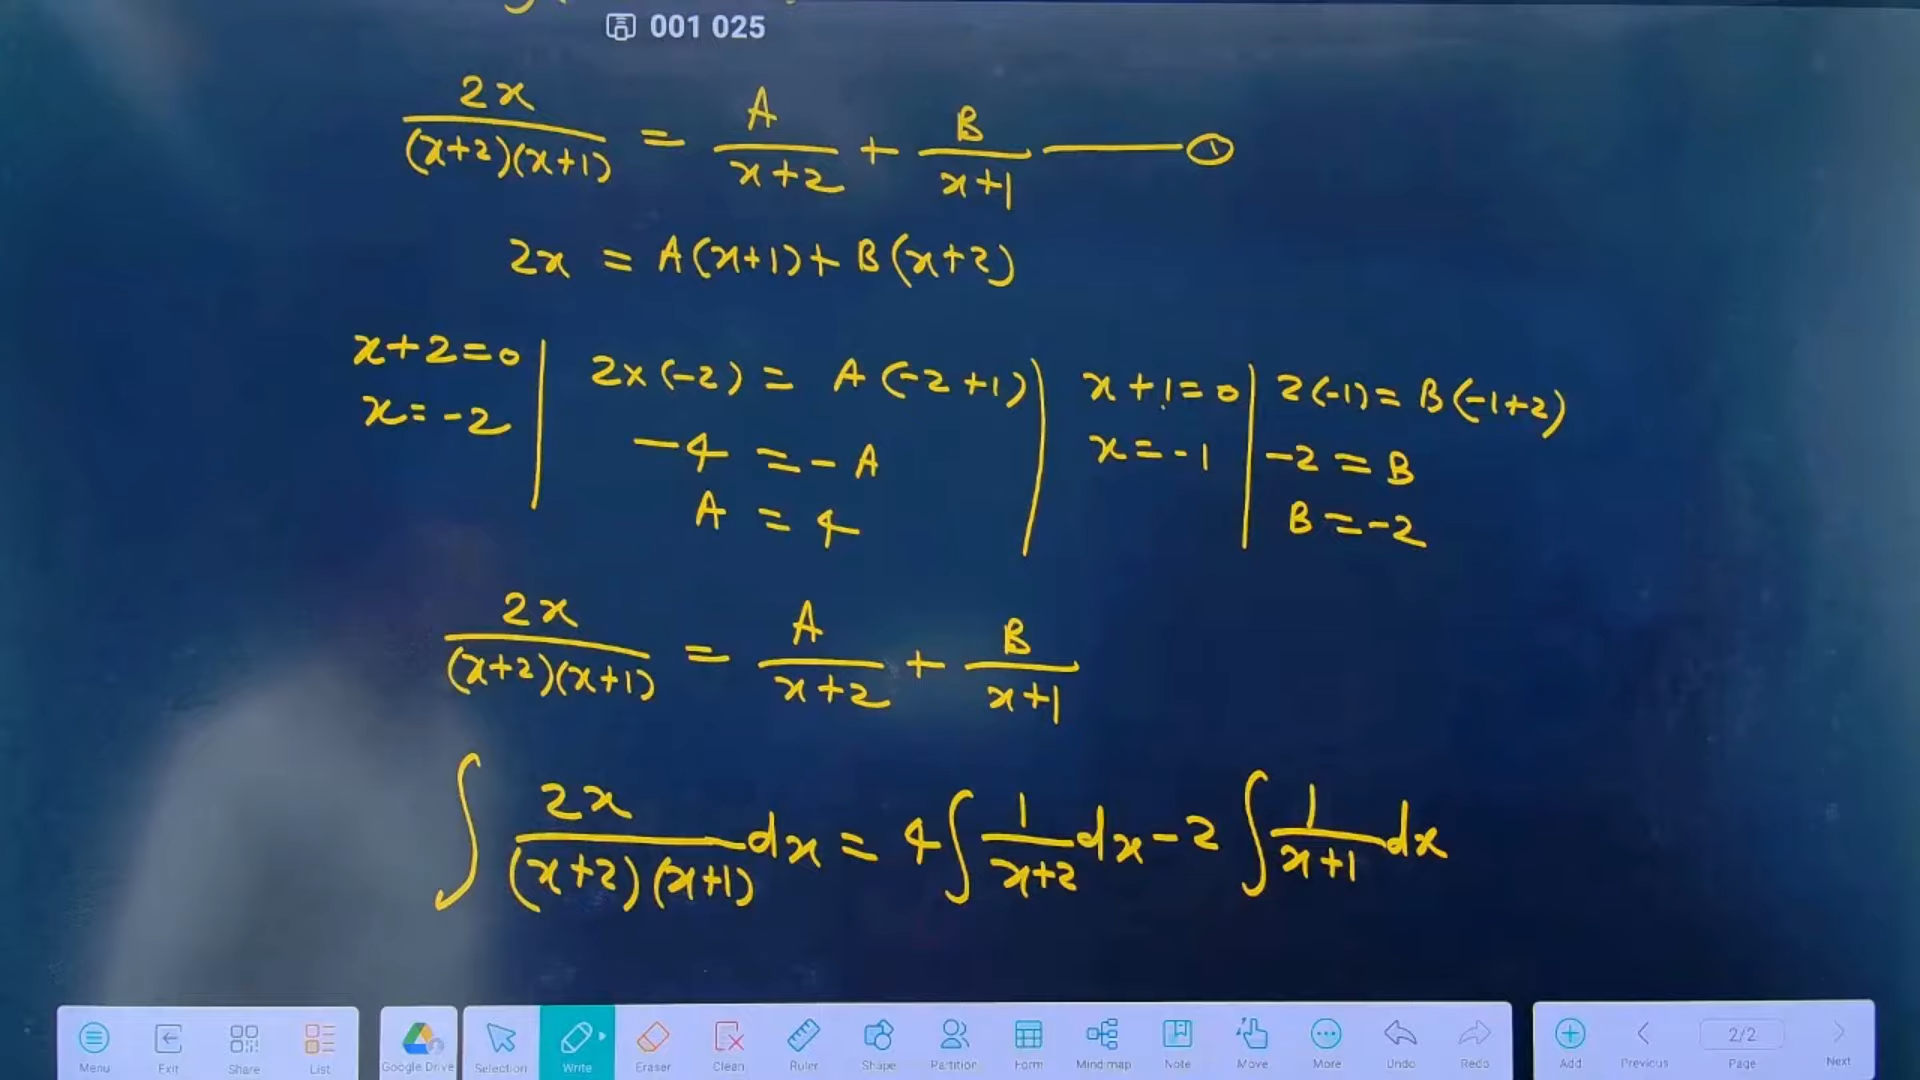 001 025
2x/((x+2)(x+1)) = A/(x+2) + B/(x+1) ——— ①
2x = A(x+1) + B(x+2)
x+2=0 | 2x(-2) = A(-2+1) | x+1=0 | 2(-1) = B(-1+2)
x=-2 | -4 = -A | x=-1 | -2 = B
A = 4 | B = -2
2x/((x+2)(x+1)) = A/(x+2) + B/(x+1)
∫ 2x/((x+2)(x+1)) dx = 4∫ 1/(x+2) dx - 2 ∫ 1/(x+1) dx
2/2
Menu Exit Share List Google Drive Selection Write Eraser Clean Ruler Shape Partition Form Mind map Note Move More Undo Redo Add Previous Page Next